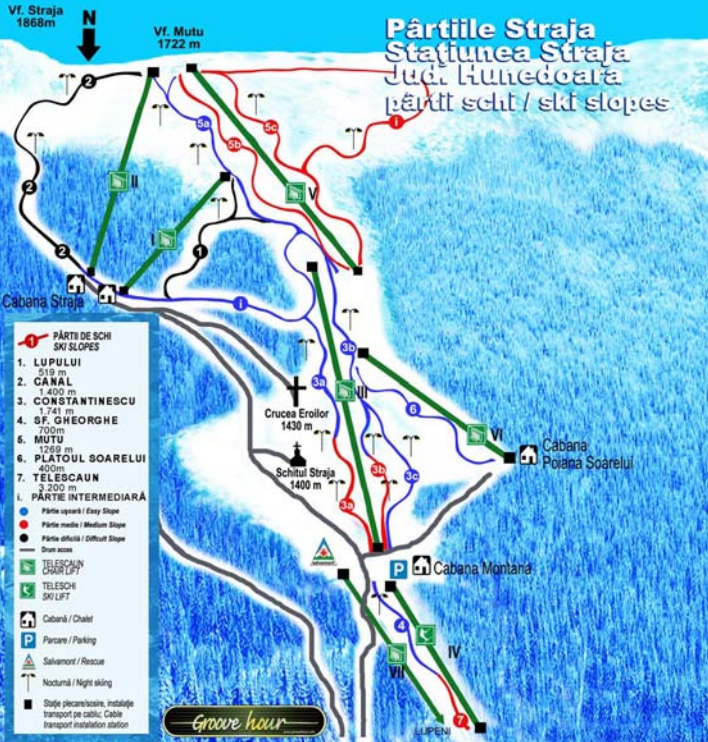 Vf. Straja
1868m
N
Vf. Mutu
1722 m
Pârtiile Straja
Stațiunea Straja
Jud. Hunedoara
pârtii schi / ski slopes
2
5a
5b
5c
i
2
II
V
I
1
2
Cabana Straja
i
3b
3a
III
6
VI
Crucea Eroilor
1430 m
Cabana
Poiana Soarelui
Schitul Straja
1400 m
3b
3c
3a
salvamont
P
Cabana Montana
4
IV
VII
7
LUPENI
1
PÂRTII DE SCHI
SKI SLOPES
1. LUPULUI
519 m
2. CANAL
1.400 m
3. CONSTANTINESCU
1.741 m
4. SF. GHEORGHE
700m
5. MUTU
1269 m
6. PLATOUL SOARELUI
400m
7. TELESCAUN
3.200 m
i. PÂRTIE INTERMEDIARĂ
Pârtie ușoară / Easy Slope
Pârtie medie / Medium Slope
Pârtie dificilă / Difficult Slope
Drum acces
TELESCAUN
CHAIR LIFT
TELESCHI
SKI LIFT
Cabană / Chalet
P
Parcare / Parking
Salvamont / Rescue
Nocturnă / Night skiing
Stație plecare/sosire, instalație
transport pe cablu; Cable
transport instalation station
Groove hour